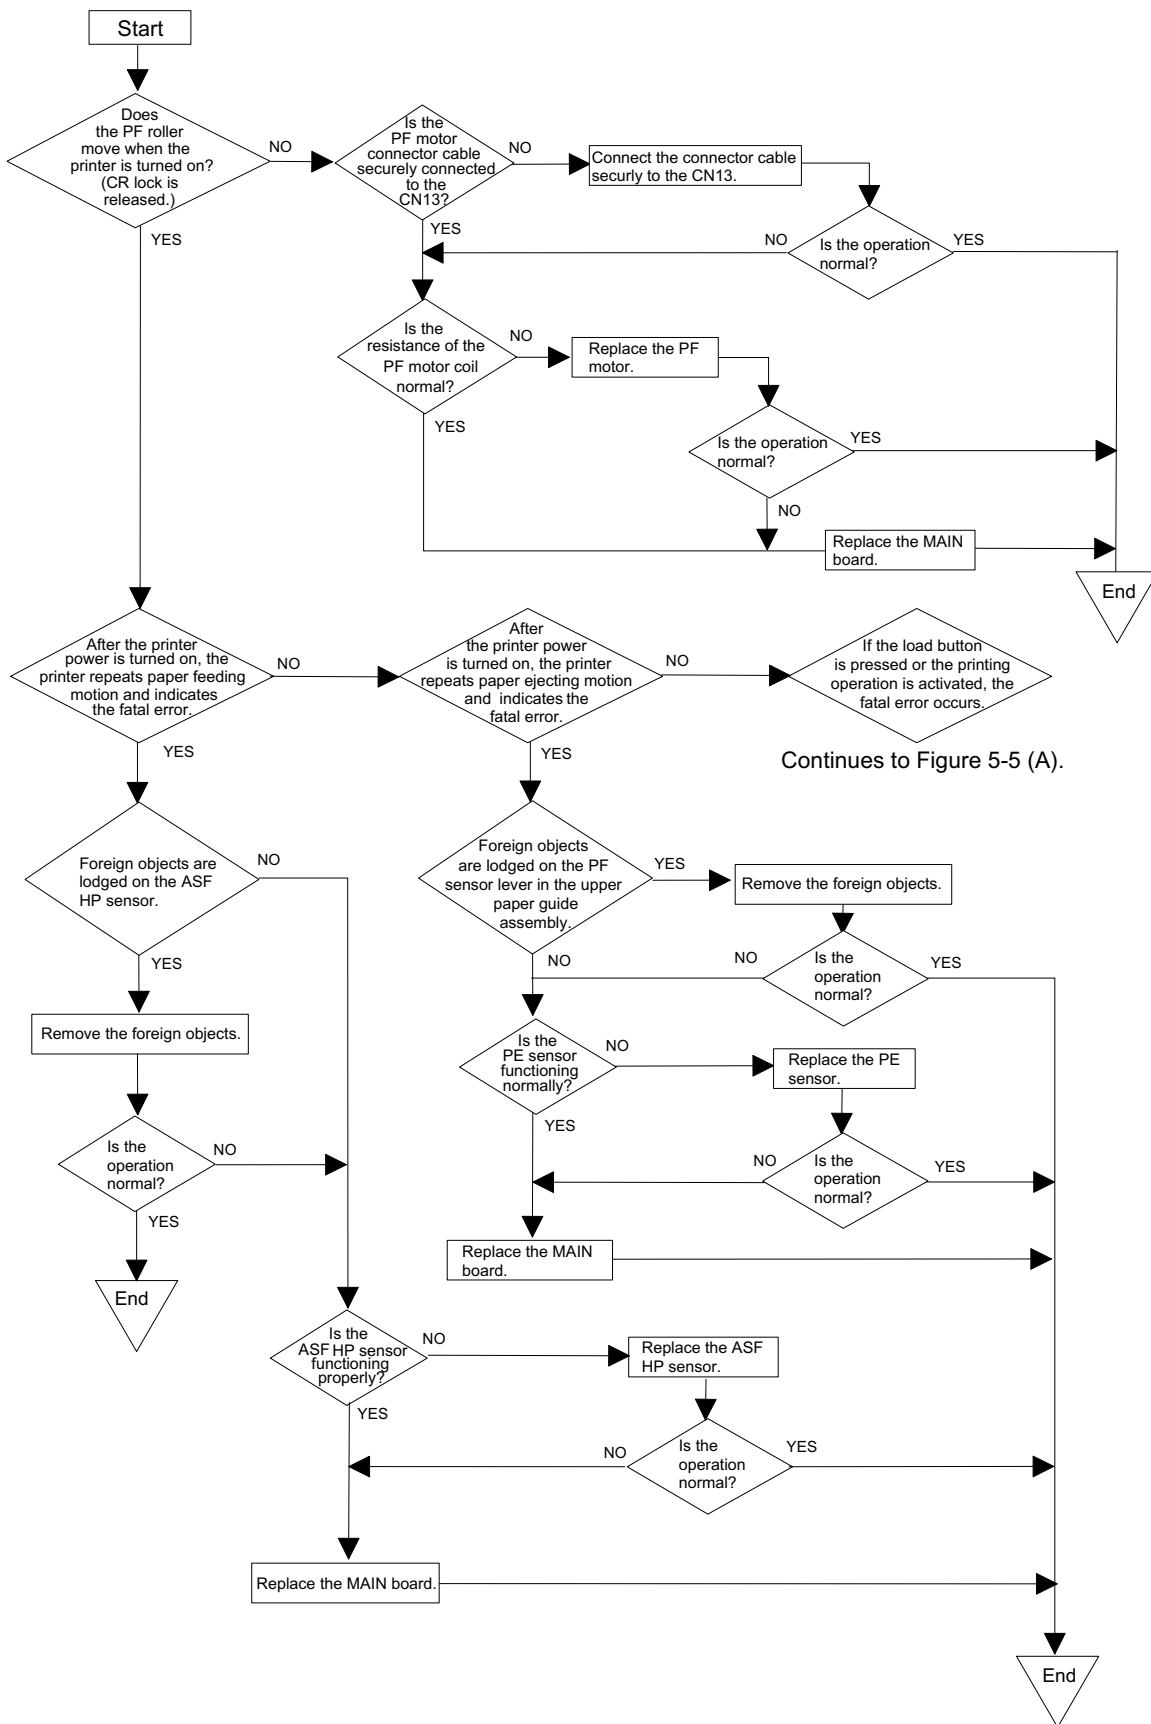 Start
Does
the PF roller
move when the
printer is turned on?
(CR lock is
released.)
NO
YES
Is the
PF motor
connector cable
securely connected
to the
CN13?
NO
YES
Connect the connector cable
securly to the CN13.
Is the operation
normal?
NO
YES
Is the
resistance of the
PF motor coil
normal?
NO
YES
Replace the PF
motor.
Is the operation
normal?
YES
NO
Replace the MAIN
board.
End
After the printer
power is turned on, the
printer repeats paper feeding
motion and indicates
the fatal error.
NO
YES
After
the printer power
is turned on, the printer
repeats paper ejecting motion
and indicates the
fatal error.
NO
YES
If the load button
is pressed or the printing
operation is activated, the
fatal error occurs.
Continues to Figure 5-5 (A).
Foreign objects are
lodged on the ASF
HP sensor.
NO
YES
Remove the foreign objects.
Is the
operation
normal?
NO
YES
End
Foreign objects
are lodged on the PF
sensor lever in the upper
paper guide
assembly.
YES
NO
Remove the foreign objects.
Is the
operation
normal?
NO
YES
Is the
PE sensor
functioning
normally?
NO
YES
Replace the PE
sensor.
Is the
operation
normal?
NO
YES
Replace the MAIN
board.
Is the
ASF HP sensor
functioning
properly?
NO
YES
Replace the ASF
HP sensor.
Is the
operation
normal?
NO
YES
Replace the MAIN board.
End